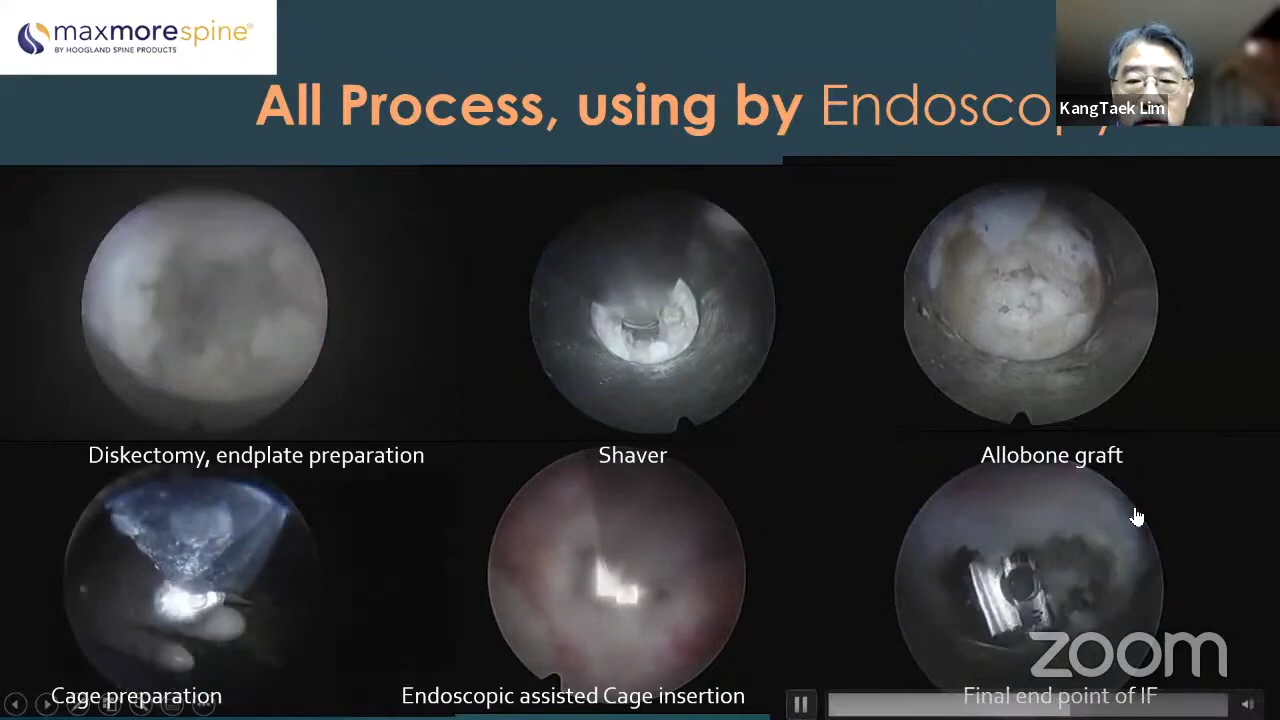 maxmorespine®
BY HOOGLAND SPINE PRODUCTS
All Process, using by Endoscopy
KangTaek Lim
Diskectomy, endplate preparation
Shaver
Allobone graft
Cage preparation
Endoscopic assisted Cage insertion
Final end point of IF
zoom